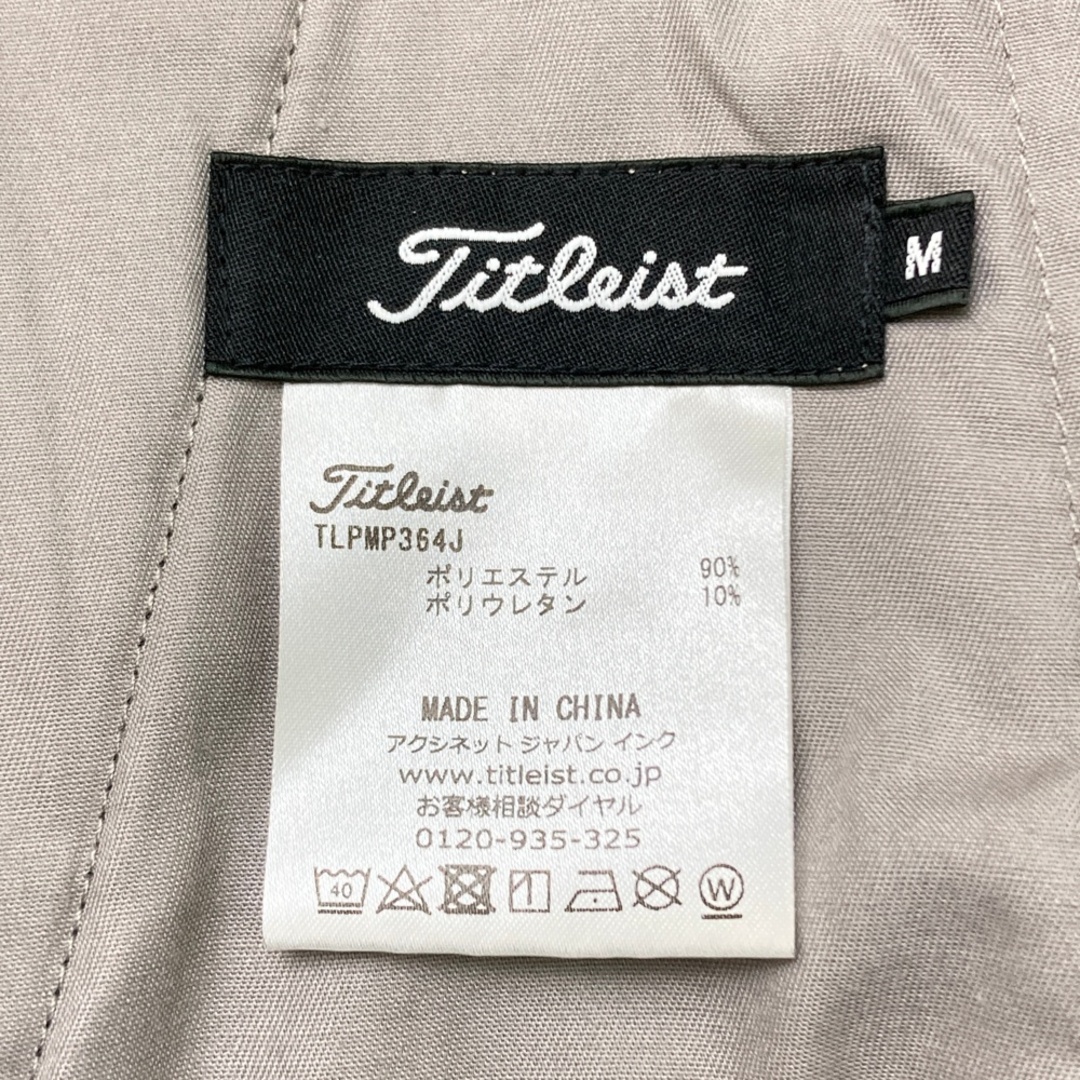 Titleist
M
Titleist
TLPMP364J
ポリエステル 90%
ポリウレタン 10%
MADE IN CHINA
アクシネット ジャパン インク
www.titleist.co.jp
お客様相談ダイヤル
0120-935-325
40 W